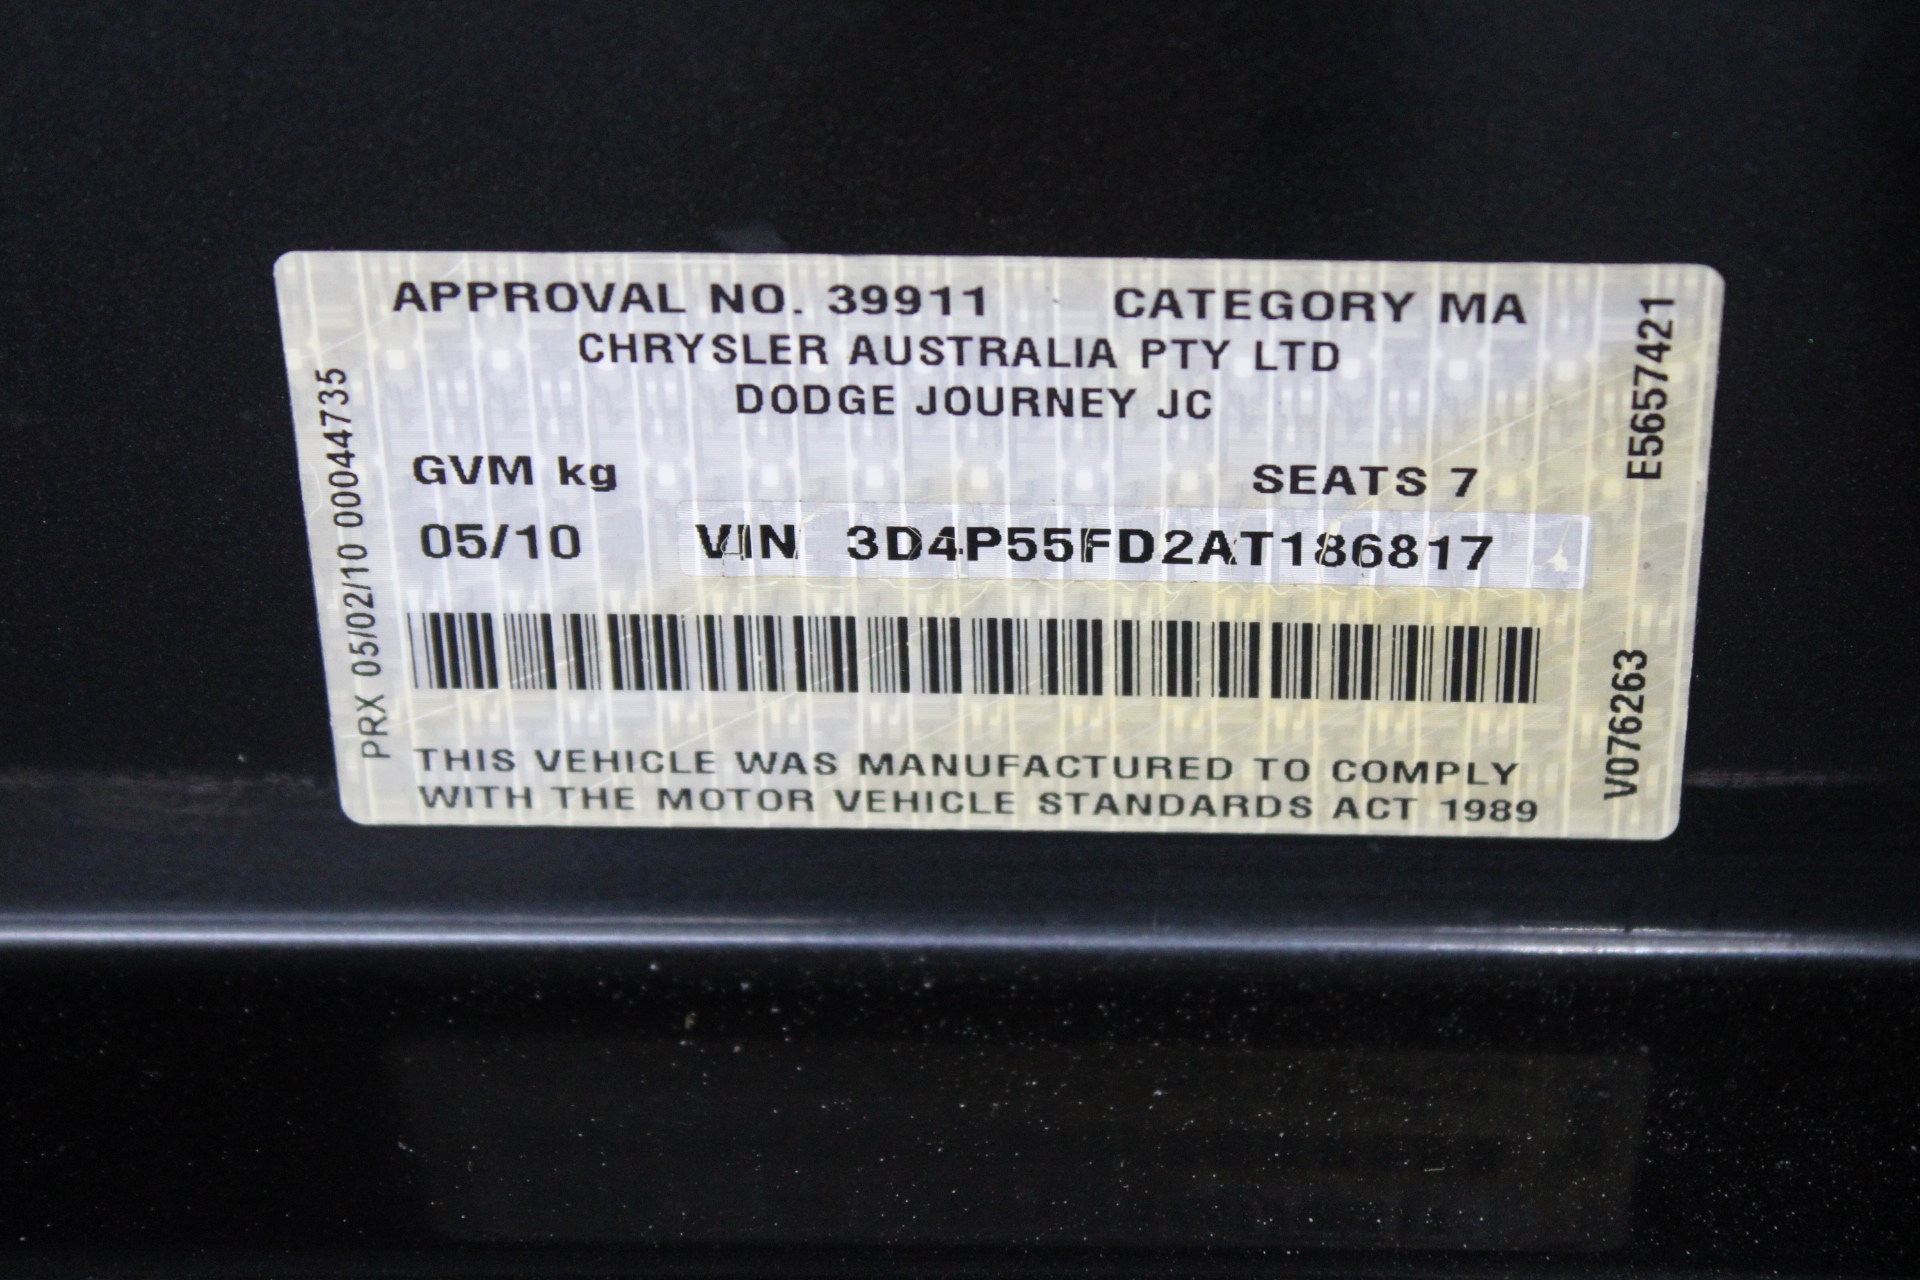 APPROVAL NO. 39911 CATEGORY MA
CHRYSLER AUSTRALIA PTY LTD
DODGE JOURNEY JC
GVM kg SEATS 7
05/10 VIN 3D4P55FD2AT186817
THIS VEHICLE WAS MANUFACTURED TO COMPLY
WITH THE MOTOR VEHICLE STANDARDS ACT 1989
PRX 05/02/10 00044735
E5657421
V076263